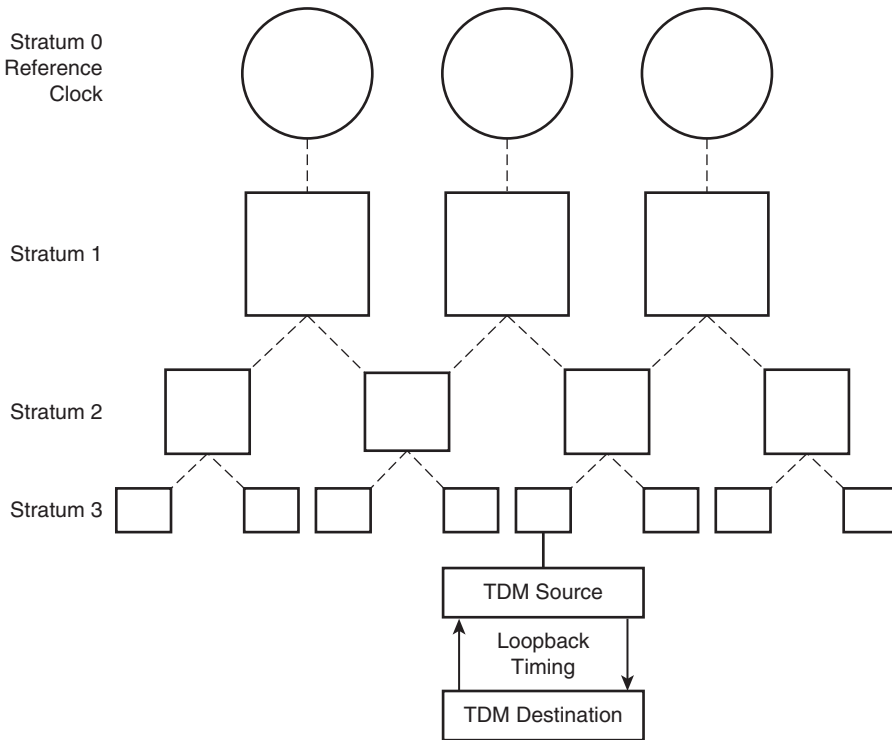 Stratum 0
Reference
Clock
Stratum 1
Stratum 2
Stratum 3
TDM Source
Loopback
Timing
TDM Destination